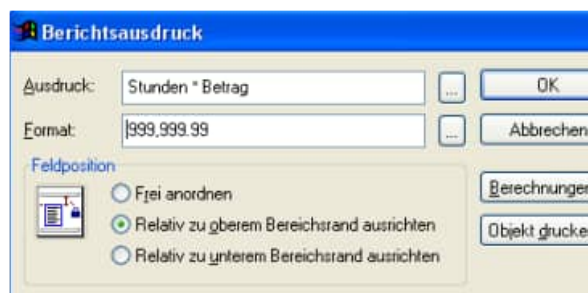 Berichtsausdruck
Ausdruck: Stunden * Betrag ... OK
Format: 999,999.99 ... Abbrechen
Feldposition
Berechnungen
Frei anordnen
Relativ zu oberem Bereichsrand ausrichten
Objekt drucke
Relativ zu unterem Bereichsrand ausrichten